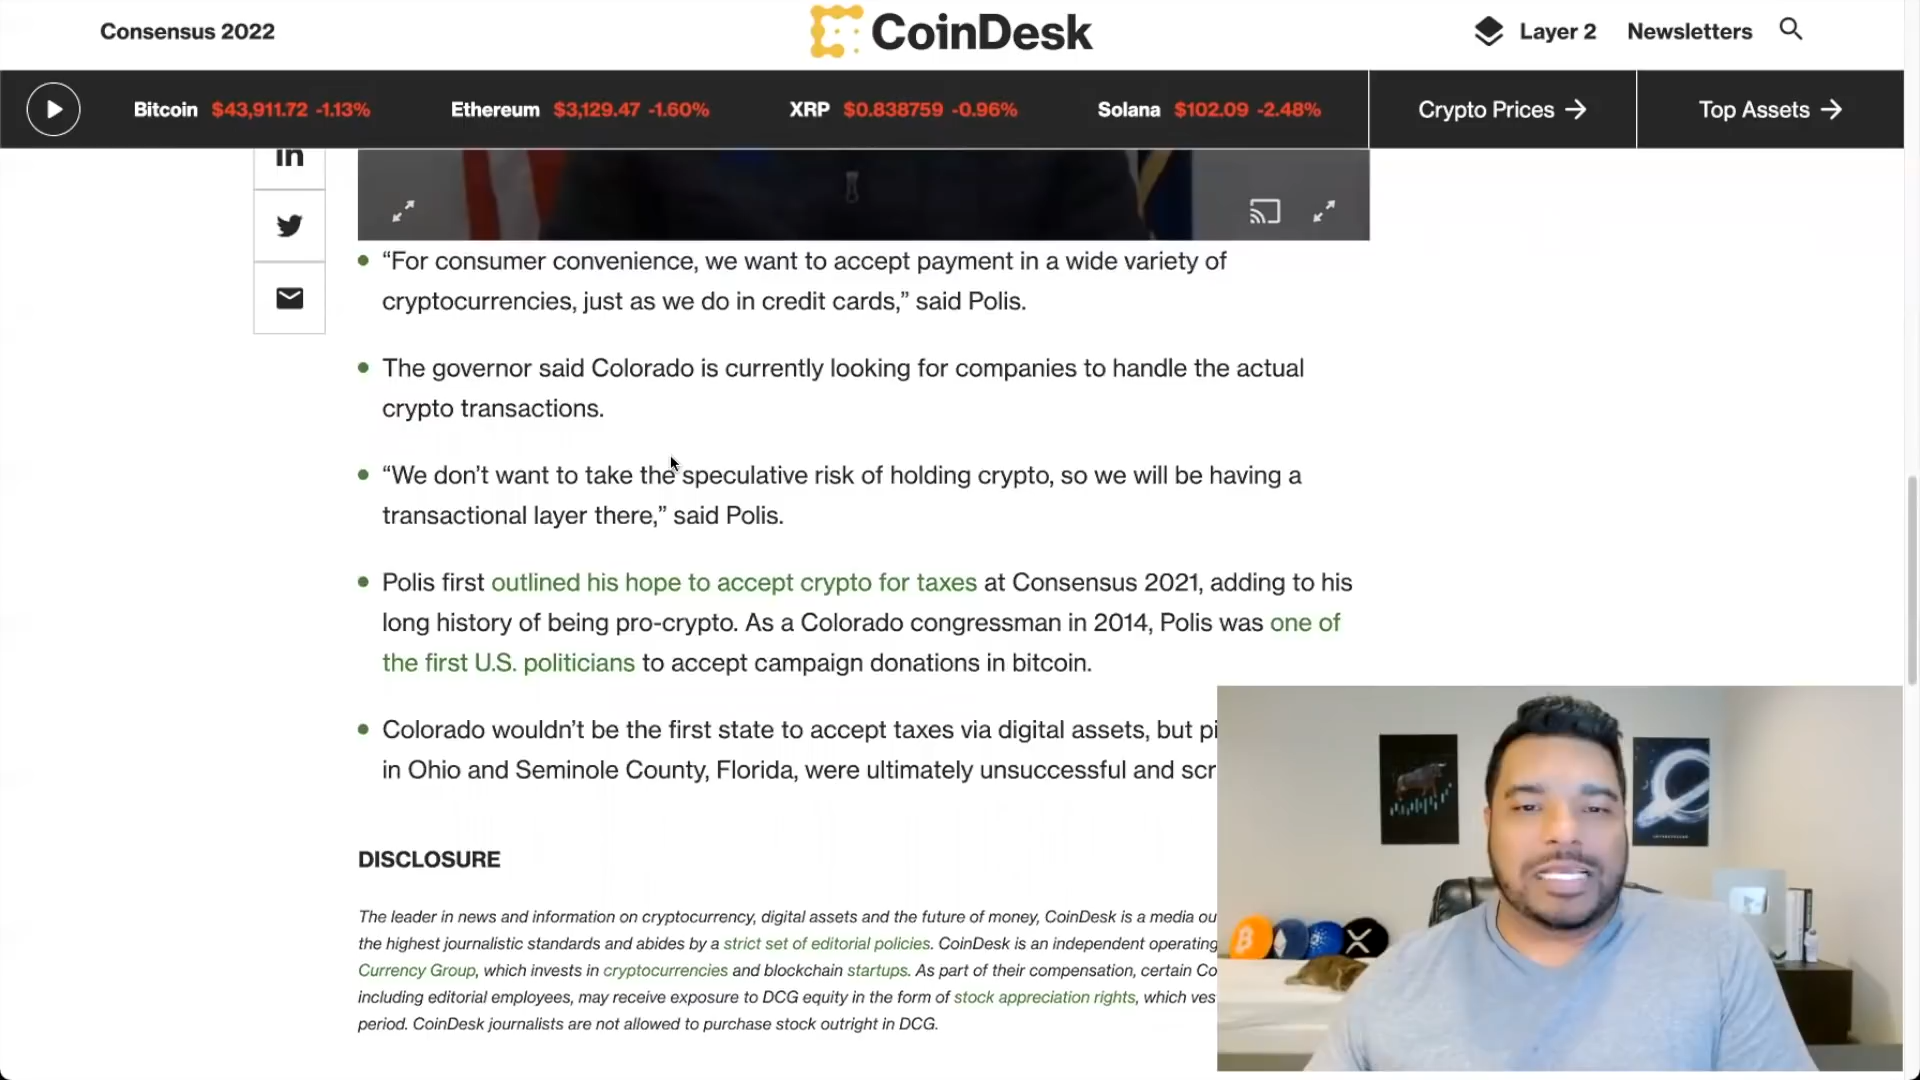 Consensus 2022
CoinDesk
Layer 2
Newsletters
Bitcoin $43,911.72 -1.13%
Ethereum $3,129.47 -1.60%
XRP $0.838759 -0.96%
Solana $102.09 -2.48%
Crypto Prices →
Top Assets →
in
“For consumer convenience, we want to accept payment in a wide variety of
cryptocurrencies, just as we do in credit cards,” said Polis.
The governor said Colorado is currently looking for companies to handle the actual
crypto transactions.
“We don’t want to take the speculative risk of holding crypto, so we will be having a
transactional layer there,” said Polis.
Polis first outlined his hope to accept crypto for taxes at Consensus 2021, adding to his
long history of being pro-crypto. As a Colorado congressman in 2014, Polis was one of
the first U.S. politicians to accept campaign donations in bitcoin.
Colorado wouldn’t be the first state to accept taxes via digital assets, but pi
in Ohio and Seminole County, Florida, were ultimately unsuccessful and scr
DISCLOSURE
The leader in news and information on cryptocurrency, digital assets and the future of money, CoinDesk is a media ou
the highest journalistic standards and abides by a strict set of editorial policies. CoinDesk is an independent operating
Currency Group, which invests in cryptocurrencies and blockchain startups. As part of their compensation, certain Co
including editorial employees, may receive exposure to DCG equity in the form of stock appreciation rights, which ves
period. CoinDesk journalists are not allowed to purchase stock outright in DCG.